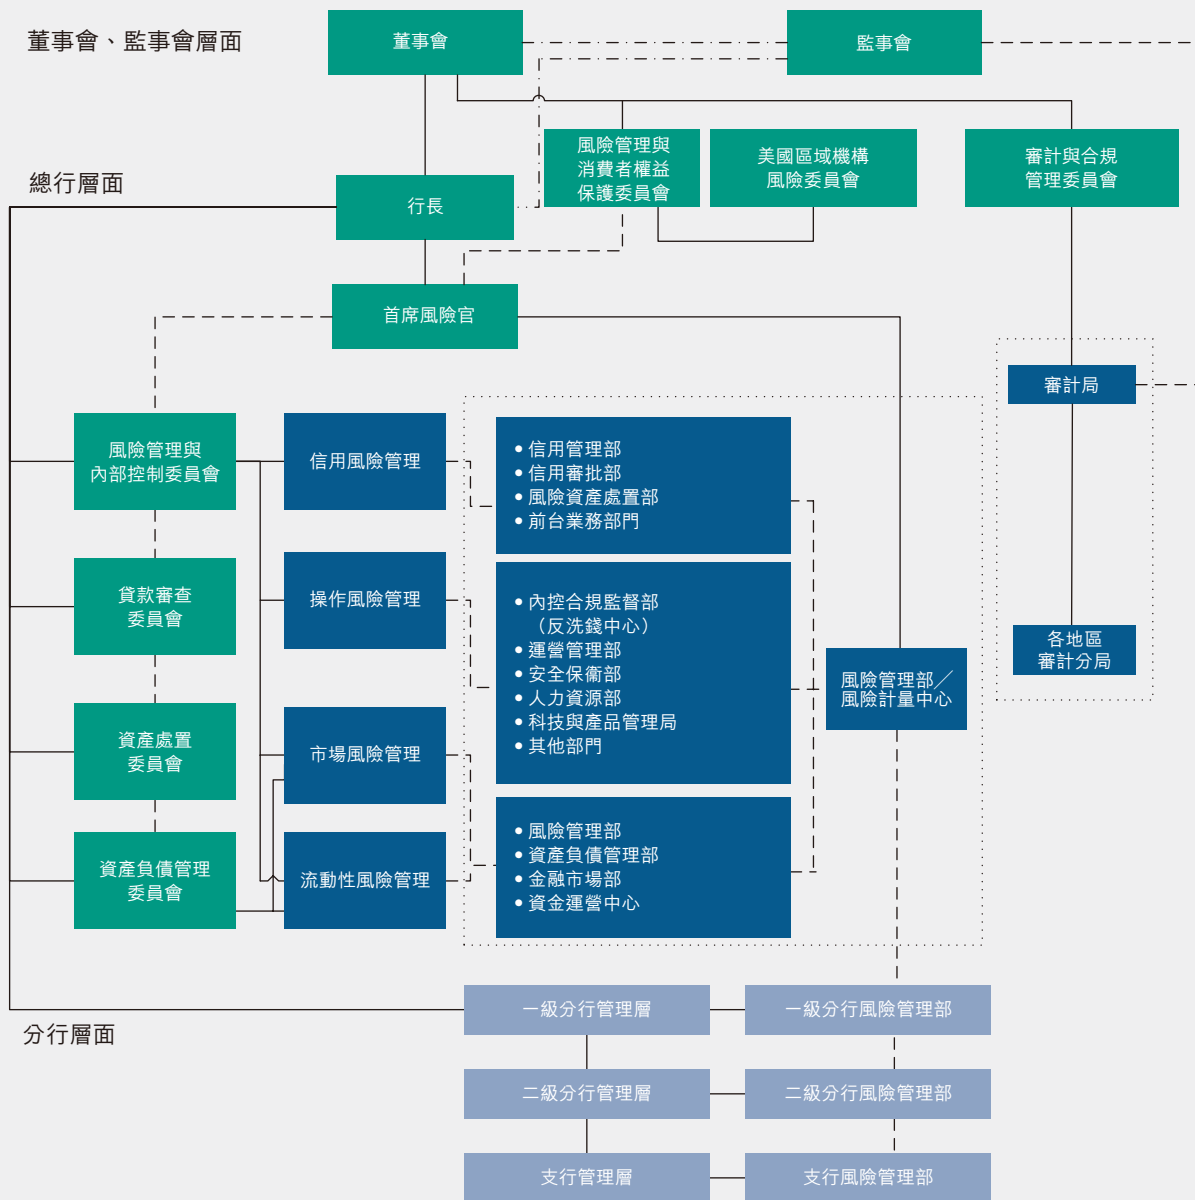 董事會、監事會層面
董事會
監事會
風險管理與
消費者權益
保護委員會
美國區域機構
風險委員會
審計與合規
管理委員會
總行層面
行長
首席風險官
審計局
各地區
審計分局
風險管理與
內部控制委員會
貸款審查
委員會
資產處置
委員會
資產負債管理
委員會
信用風險管理
操作風險管理
市場風險管理
流動性風險管理
• 信用管理部
• 信用審批部
• 風險資產處置部
• 前台業務部門
• 內控合規監督部
（反洗錢中心）
• 運營管理部
• 安全保衛部
• 人力資源部
• 科技與產品管理局
• 其他部門
• 風險管理部
• 資產負債管理部
• 金融市場部
• 資金運營中心
風險管理部／
風險計量中心
分行層面
一級分行管理層
一級分行風險管理部
二級分行管理層
二級分行風險管理部
支行管理層
支行風險管理部